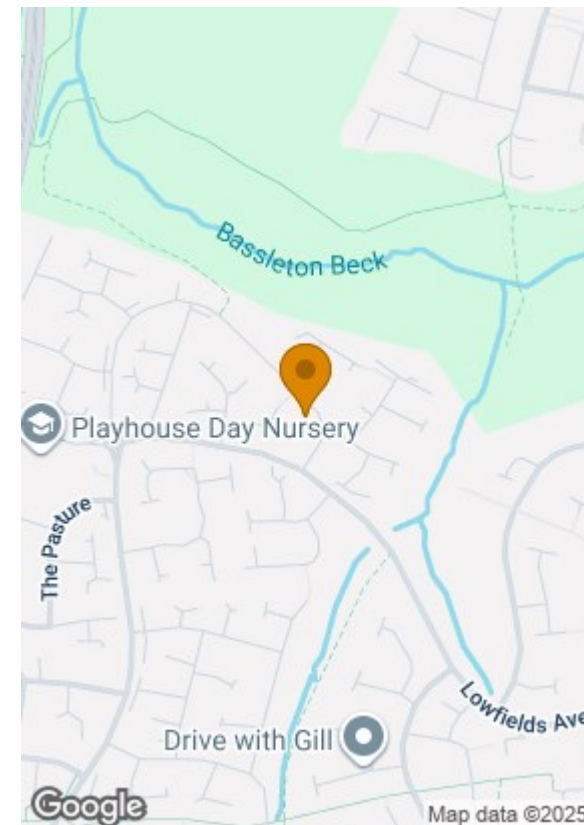 Bassleton Beck
Playhouse Day Nursery
The Pasture
Lowfields Ave
Drive with Gill
Google
Map data ©2025